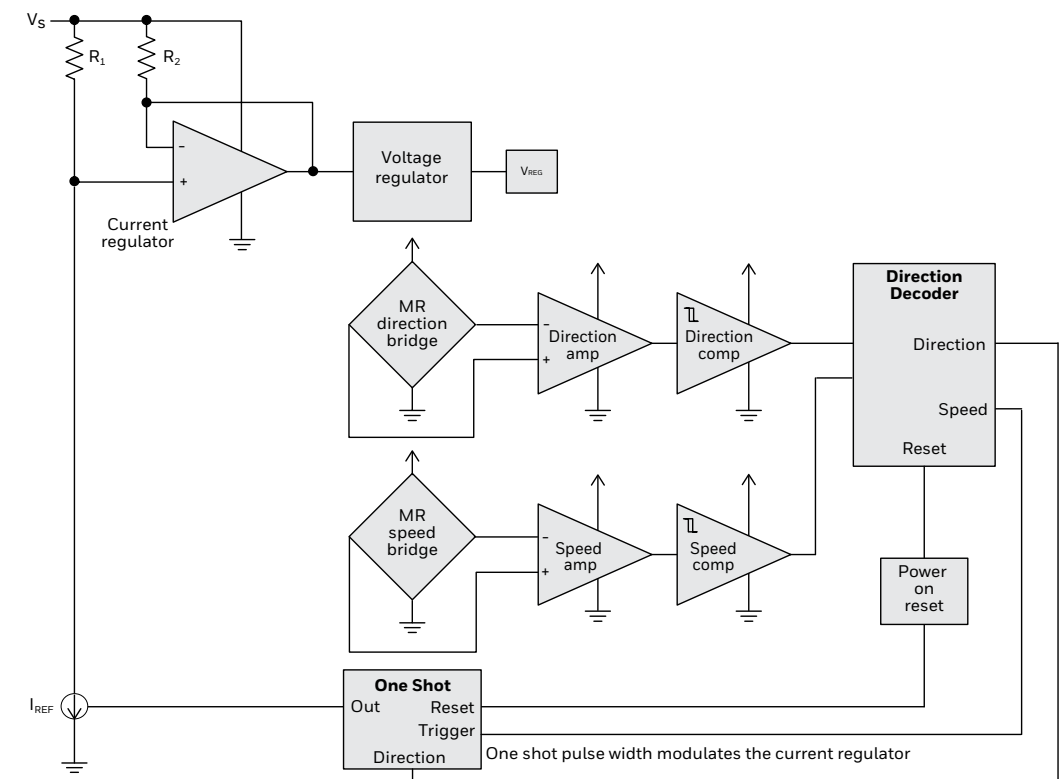 VS
R1
R2
−
+
Current
regulator
Voltage
regulator
VREG
MR
direction
bridge
−
+
Direction
amp
Direction
comp
Direction
Decoder
Direction
Speed
Reset
MR
speed
bridge
−
+
Speed
amp
Speed
comp
Power
on
reset
IREF
One Shot
Out
Reset
Trigger
Direction
One shot pulse width modulates the current regulator